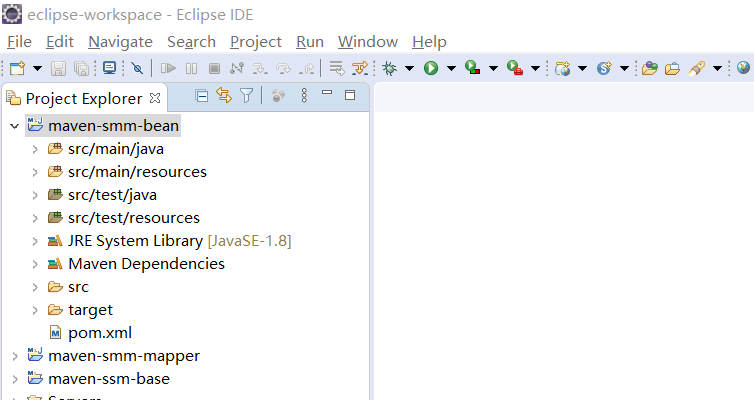 eclipse-workspace - Eclipse IDE
File Edit Navigate Search Project Run Window Help
Project Explorer
maven-smm-bean
src/main/java
src/main/resources
src/test/java
src/test/resources
JRE System Library [JavaSE-1.8]
Maven Dependencies
src
target
pom.xml
maven-smm-mapper
maven-ssm-base
Servers